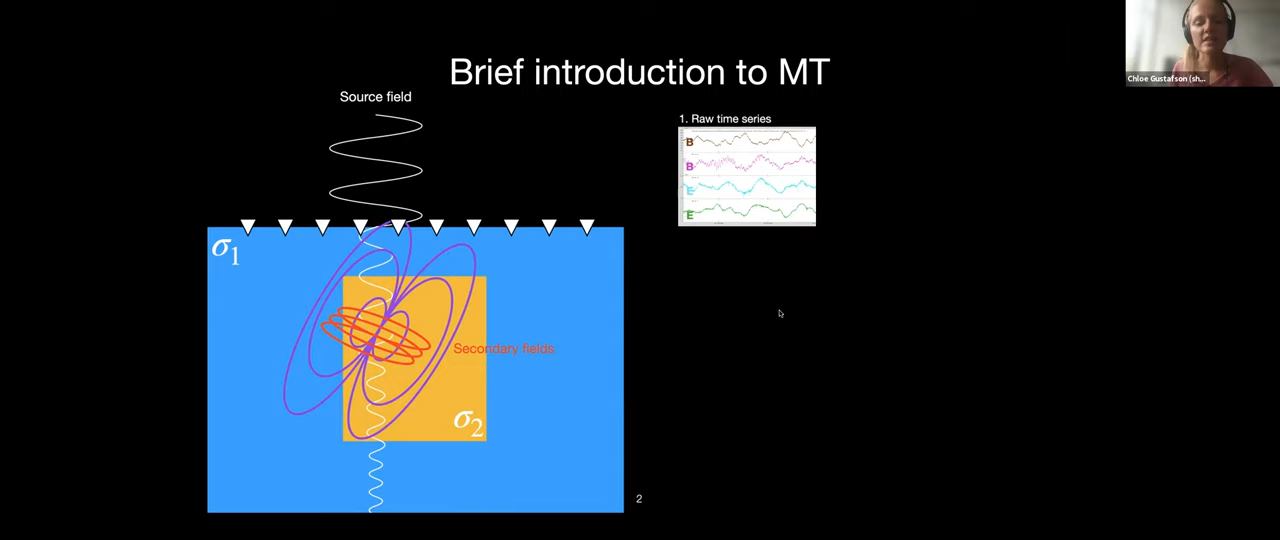 Brief introduction to MT
Chloe Gustafson (sh...
Source field
1. Raw time series
B
B
E
E
σ1
Secondary fields
σ2
2